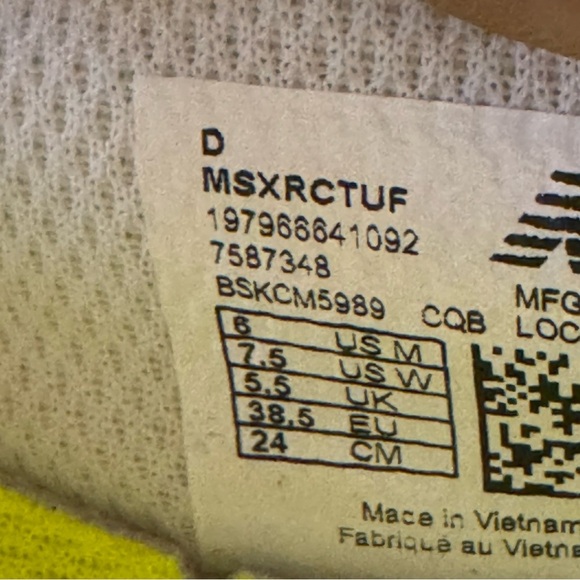 D
MSXRCTUF
197966641092
7587348
BSKCM5989 CQB
MFG
LOC
6 US M
7.5 US W
5.5 UK
38.5 EU
24 CM
Made in Vietnam
Fabriqué au Vietna